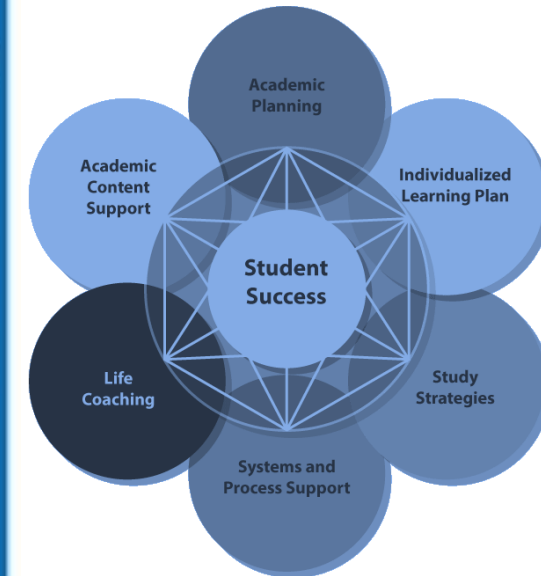 Academic
Planning
Individualized
Learning Plan
Study
Strategies
Systems and
Process Support
Life
Coaching
Academic
Content
Support
Student
Success